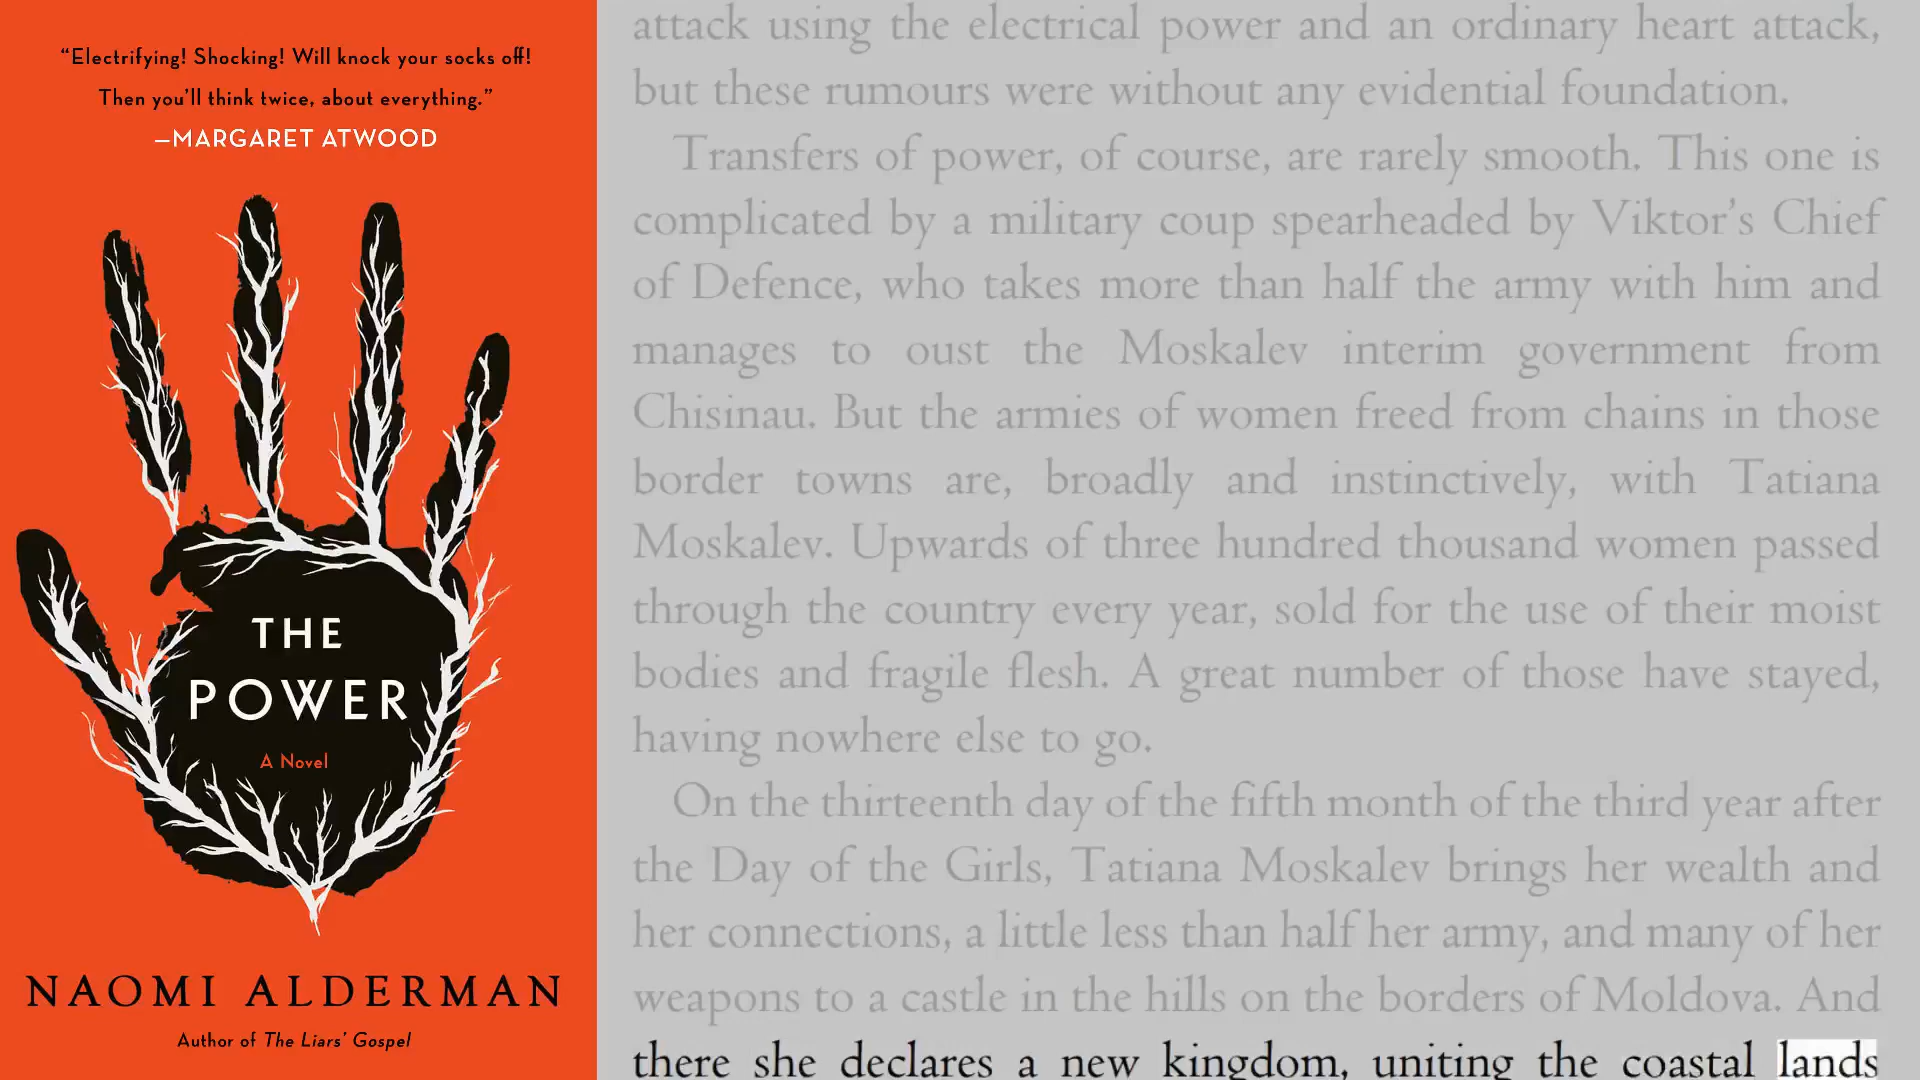 “Electrifying! Shocking! Will knock your socks off!
Then you’ll think twice, about everything.”
—MARGARET ATWOOD
THE
POWER
A Novel
NAOMI ALDERMAN
Author of The Liars’ Gospel
attack using the electrical power and an ordinary heart attack,
but these rumours were without any evidential foundation.
Transfers of power, of course, are rarely smooth. This one is
complicated by a military coup spearheaded by Viktor’s Chief
of Defence, who takes more than half the army with him and
manages to oust the Moskalev interim government from
Chisinau. But the armies of women freed from chains in those
border towns are, broadly and instinctively, with Tatiana
Moskalev. Upwards of three hundred thousand women passed
through the country every year, sold for the use of their moist
bodies and fragile flesh. A great number of those have stayed,
having nowhere else to go.
On the thirteenth day of the fifth month of the third year after
the Day of the Girls, Tatiana Moskalev brings her wealth and
her connections, a little less than half her army, and many of her
weapons to a castle in the hills on the borders of Moldova. And
there she declares a new kingdom, uniting the coastal lands